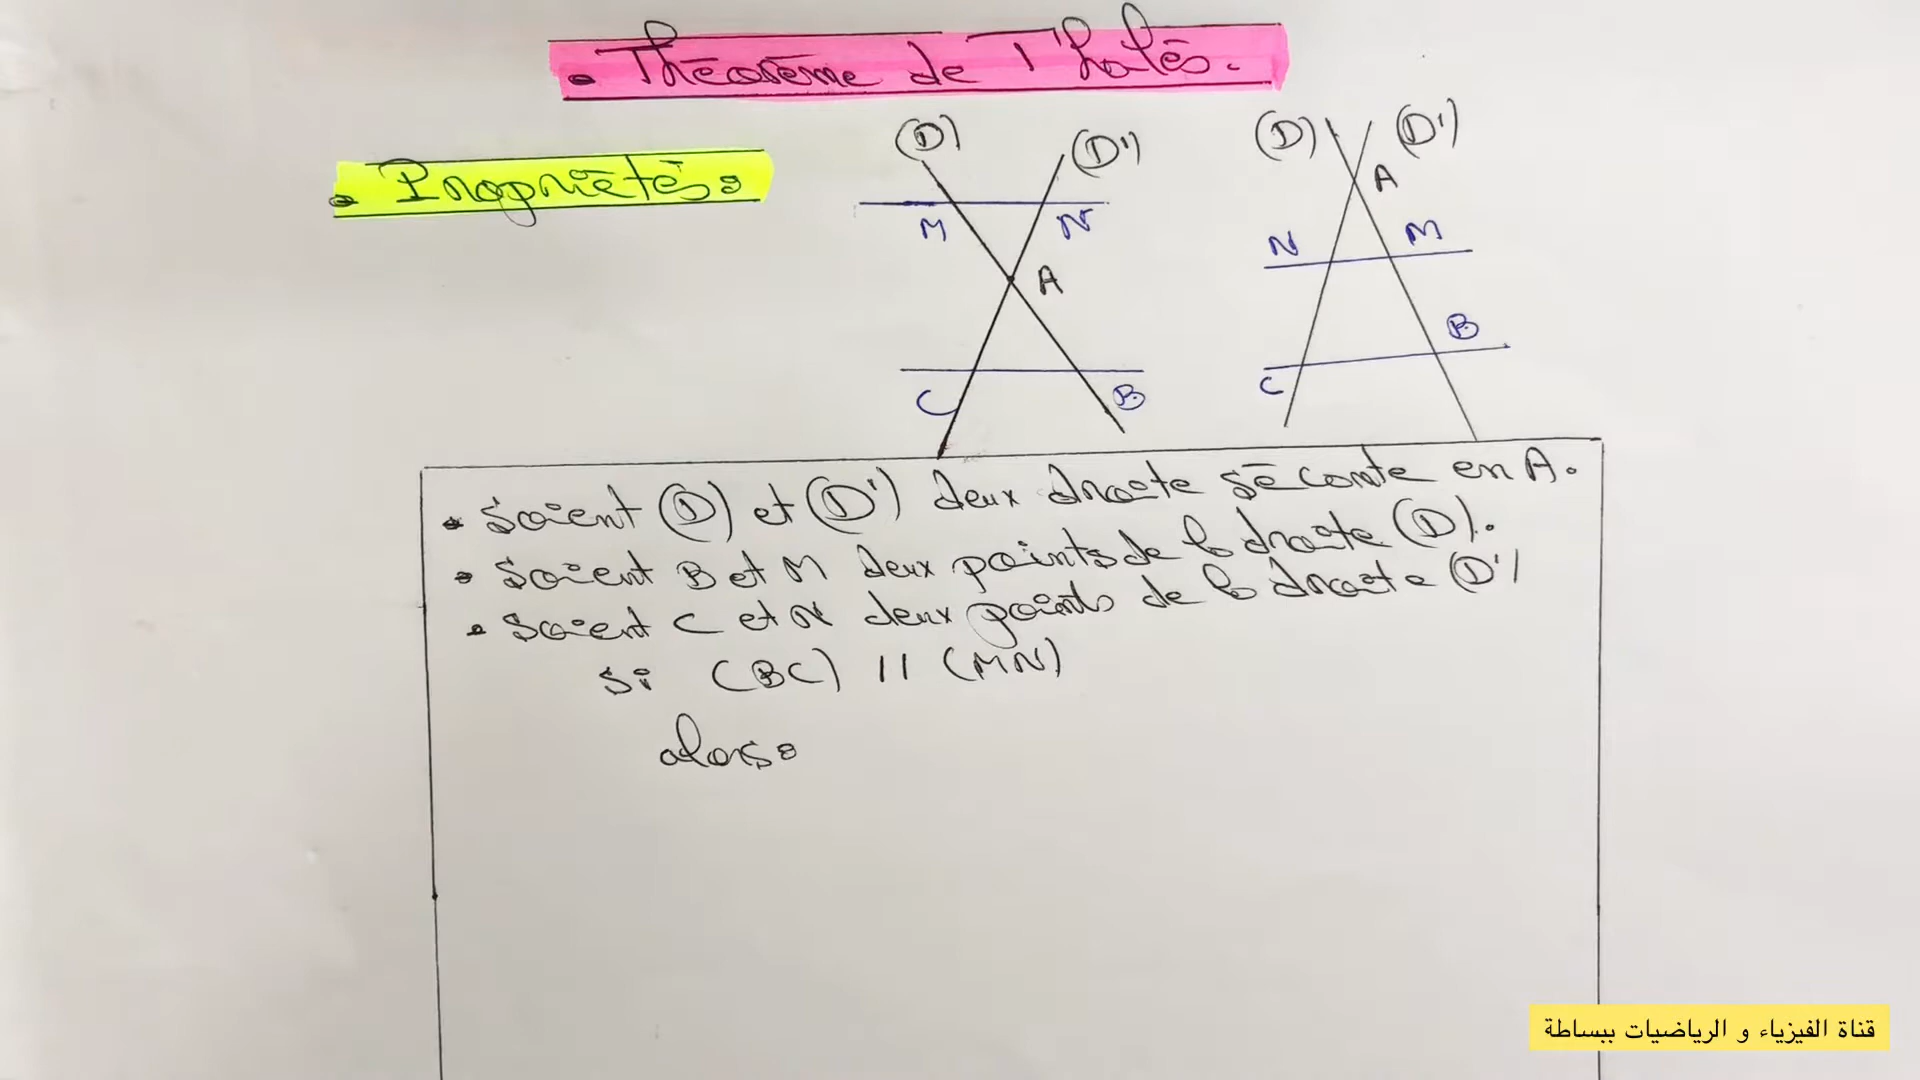 • Théorème de Thalès.
• Propriétés:
(D) (D')
M N
A
C B
(D) (D')
A
N M
B
C
• Soient (D) et (D') deux droite sécante en A.
• Soient B et M deux points de la droite (D).
• Soient C et N deux points de la droite (D')
si (BC) // (MN)
alors:
قناة الفيزياء و الرياضيات ببساطة